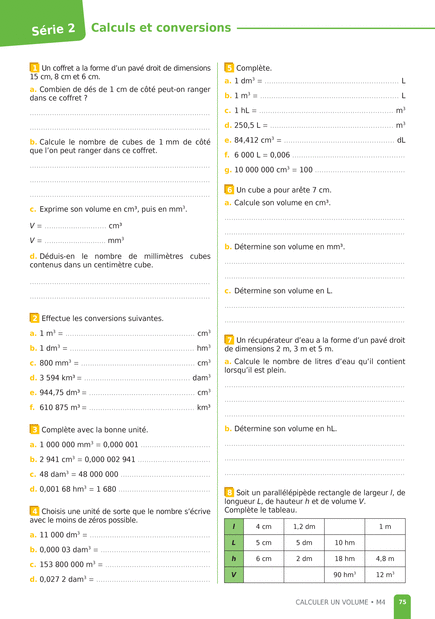 Série 2
Calculs et conversions
1 Un coffret a la forme d'un pavé droit de dimensions
15 cm, 8 cm et 6 cm.
a. Combien de dés de 1 cm de côté peut-on ranger
dans ce coffret ?
b. Calcule le nombre de cubes de 1 mm de côté
que l'on peut ranger dans ce coffret.
c. Exprime son volume en cm³, puis en mm³.
V = .......................... cm³
V = .......................... mm³
d. Déduis-en le nombre de millimètres cubes
contenus dans un centimètre cube.
2 Effectue les conversions suivantes.
a. 1 m³ = .......................... cm³
b. 1 dm³ = .......................... hm³
c. 800 mm³ = .......................... cm³
d. 3 594 km³ = .......................... dam³
e. 944,75 dm³ = .......................... cm³
f. 610 875 m³ = .......................... km³
3 Complète avec la bonne unité.
a. 1 000 000 mm³ = 0,000 001 ..........................
b. 2 941 cm³ = 0,000 002 941 ..........................
c. 48 dam³ = 48 000 000 ..........................
d. 0,001 68 hm³ = 1 680 ..........................
4 Choisis une unité de sorte que le nombre s'écrive
avec le moins de zéros possible.
a. 11 000 dm³ = ..........................
b. 0,000 03 dam³ = ..........................
c. 153 800 000 m³ = ..........................
d. 0,027 2 dam³ = ..........................
5 Complète.
a. 1 dm³ = .......................... L
b. 1 m³ = .......................... L
c. 1 hL = .......................... m³
d. 250,5 L = .......................... m³
e. 84,412 cm³ = .......................... dL
f. 6 000 L = 0,006 ..........................
g. 10 000 000 cm³ = 100 ..........................
6 Un cube a pour arête 7 cm.
a. Calcule son volume en cm³.
b. Détermine son volume en mm³.
c. Détermine son volume en L.
7 Un récupérateur d'eau a la forme d'un pavé droit
de dimensions 2 m, 3 m et 5 m.
a. Calcule le nombre de litres d'eau qu'il contient
lorsqu'il est plein.
b. Détermine son volume en hL.
8 Soit un parallélépipède rectangle de largeur l, de
longueur L, de hauteur h et de volume V.
Complète le tableau.
l 4 cm 1,2 dm 1 m
L 5 cm 5 dm 10 hm
h 6 cm 2 dm 18 hm 4,8 m
V 90 hm³ 12 m³
CALCULER UN VOLUME • M4 75